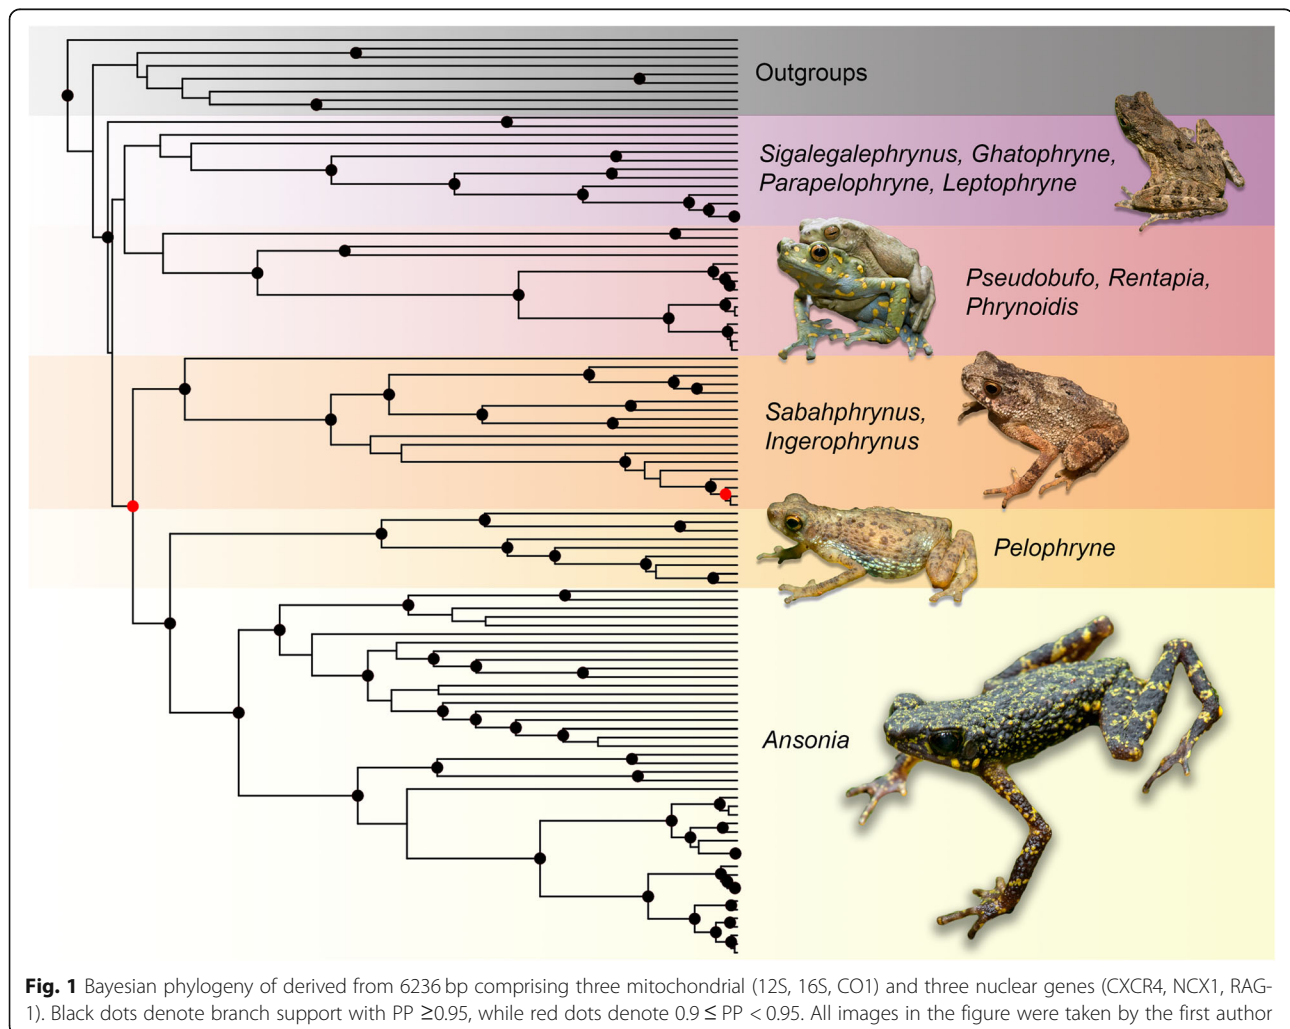 Outgroups
Sigalegalephrynus, Ghatophryne,
Parapelophryne, Leptophryne
Pseudobufo, Rentapia,
Phrynoidis
Sabahphrynus,
Ingerophrynus
Pelophryne
Ansonia
Fig. 1 Bayesian phylogeny of derived from 6236 bp comprising three mitochondrial (12S, 16S, CO1) and three nuclear genes (CXCR4, NCX1, RAG-
1). Black dots denote branch support with PP ≥0.95, while red dots denote 0.9 ≤ PP < 0.95. All images in the figure were taken by the first author